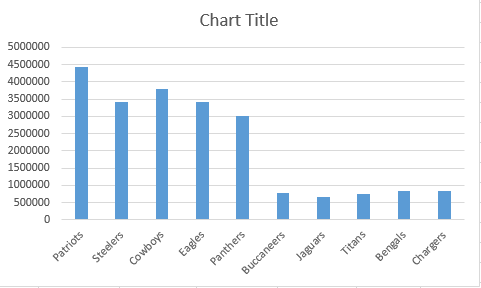 Chart Title
5000000
4500000
4000000
3500000
3000000
2500000
2000000
1500000
1000000
500000
0
Patriots
Steelers
Cowboys
Eagles
Panthers
Buccaneers
Jaguars
Titans
Bengals
Chargers